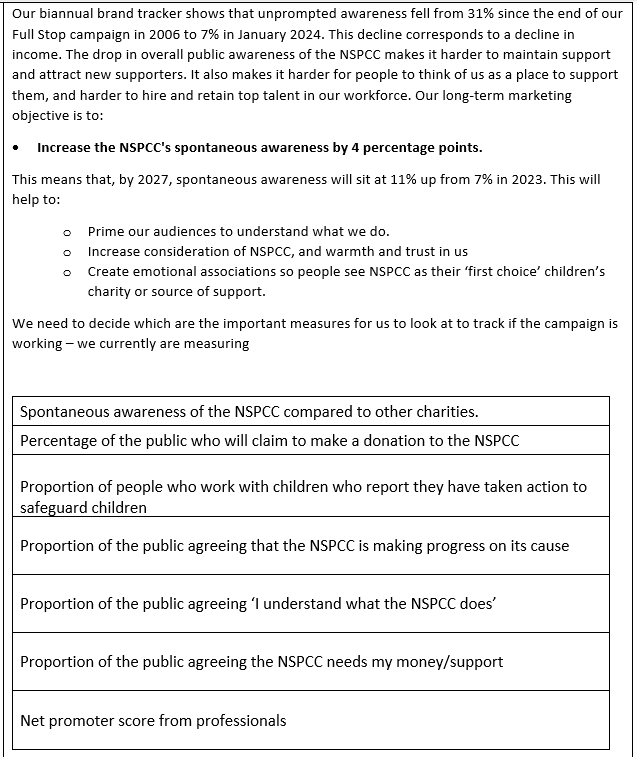 Our biannual brand tracker shows that unprompted awareness fell from 31% since the end of our
Full Stop campaign in 2006 to 7% in January 2024. This decline corresponds to a decline in
income. The drop in overall public awareness of the NSPCC makes it harder to maintain support
and attract new supporters. It also makes it harder for people to think of us as a place to support
them, and harder to hire and retain top talent in our workforce. Our long-term marketing
objective is to:
• Increase the NSPCC's spontaneous awareness by 4 percentage points.
This means that, by 2027, spontaneous awareness will sit at 11% up from 7% in 2023. This will
help to:
o Prime our audiences to understand what we do.
o Increase consideration of NSPCC, and warmth and trust in us
o Create emotional associations so people see NSPCC as their ‘first choice’ children’s
charity or source of support.
We need to decide which are the important measures for us to look at to track if the campaign is
working – we currently are measuring
Spontaneous awareness of the NSPCC compared to other charities.
Percentage of the public who will claim to make a donation to the NSPCC
Proportion of people who work with children who report they have taken action to
safeguard children
Proportion of the public agreeing that the NSPCC is making progress on its cause
Proportion of the public agreeing ‘I understand what the NSPCC does’
Proportion of the public agreeing the NSPCC needs my money/support
Net promoter score from professionals